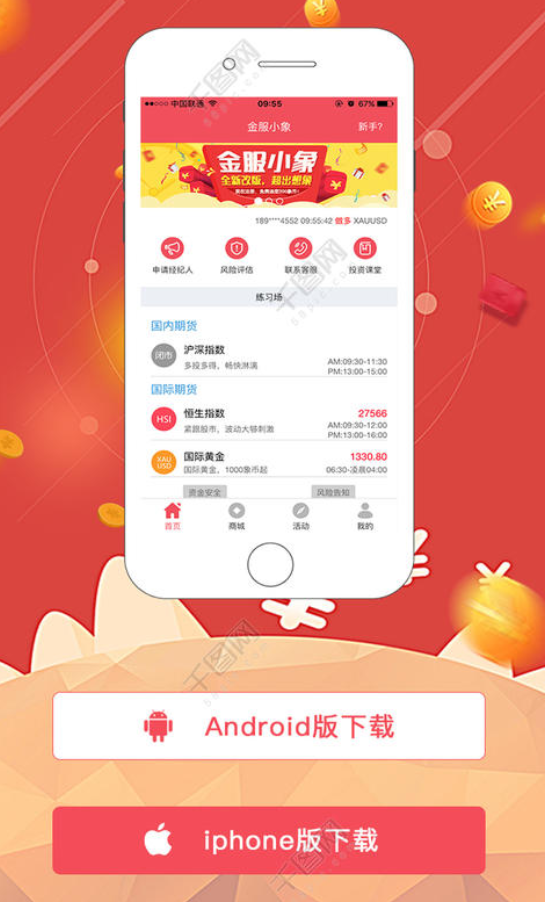 中国联通 09:55 67%
金服小象 新手?
金服小象
全新改版，超出想象
189****4552 09:55:42 做多 XAUUSD
申请经纪人 风险评估 联系客服 投资课堂
练习场
国内期货
闭市 沪深指数
多投多得，畅快淋漓
AM:09:30-11:30
PM:13:00-15:00
国际期货
HSI 恒生指数 27566
紧跟股市，波动大够刺激
AM:09:30-12:00
PM:13:00-16:00
XAU
USD
国际黄金 1330.80
国际黄金，1000象币起 06:30-凌晨04:00
资金安全 风险告知
首页 商城 活动 我的
Android版下载
iphone版下载
千图网